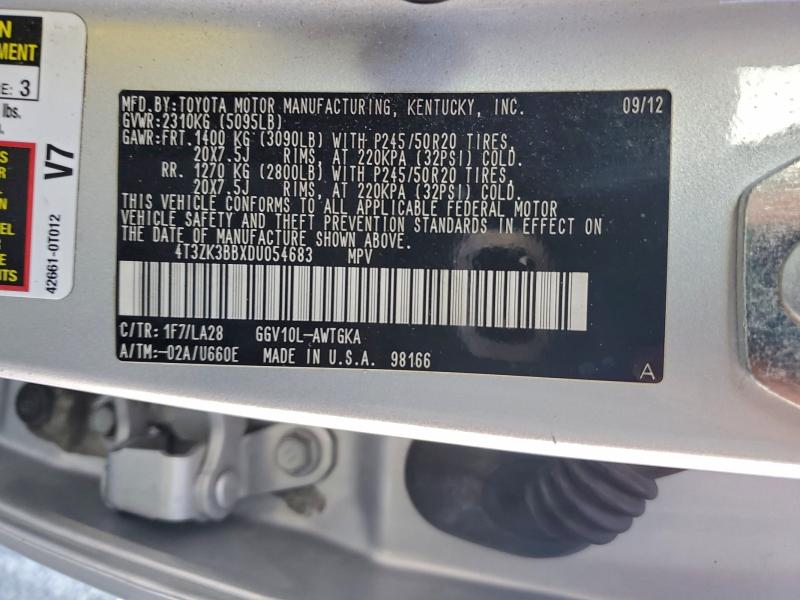 N
MENT
E: 3
lbs.
V7
42661-0T012
MFD.BY:TOYOTA MOTOR MANUFACTURING, KENTUCKY, INC. 09/12
GVWR:2310KG (5095LB)
GAWR:FRT.1400 KG (3090LB) WITH P245/50R20 TIRES,
20X7.5J RIMS, AT 220KPA (32PSI) COLD.
RR. 1270 KG (2800LB) WITH P245/50R20 TIRES,
20X7.5J RIMS, AT 220KPA (32PSI) COLD.
THIS VEHICLE CONFORMS TO ALL APPLICABLE FEDERAL MOTOR
VEHICLE SAFETY AND THEFT PREVENTION STANDARDS IN EFFECT ON
THE DATE OF MANUFACTURE SHOWN ABOVE.
4T3ZK3BBXDU054683 MPV
C/TR: 1F7/LA28 GGV10L-AWTGKA
A/TM:-02A/U660E MADE IN U.S.A. 98166
A